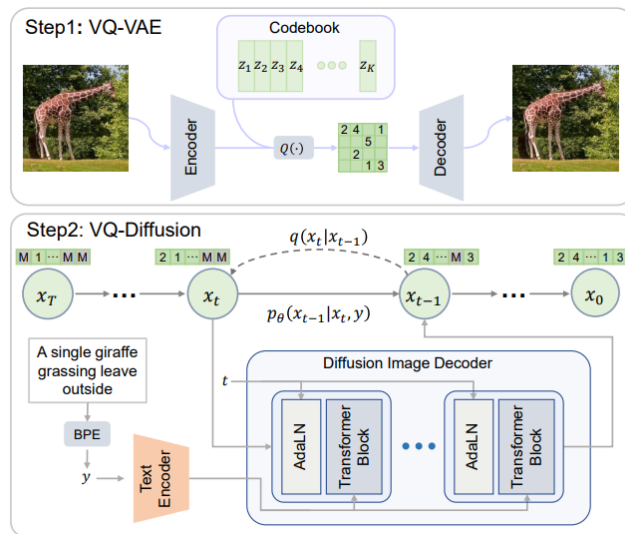 Step1: VQ-VAE
Codebook
z1 z2 z3 z4 zK
Encoder
Q(·)
2 4 1
5
2
1 3
Decoder
Step2: VQ-Diffusion
q(xt|xt−1)
M 1 ··· M M
2 1 ··· M M
2 4 ··· M 3
2 4 ··· 1 3
xT
···
xt
xt−1
···
x0
pθ(xt−1|xt, y)
A single giraffe
grassing leave
outside
BPE
y
Text
Encoder
Diffusion Image Decoder
t
AdaLN
Transformer
Block
AdaLN
Transformer
Block